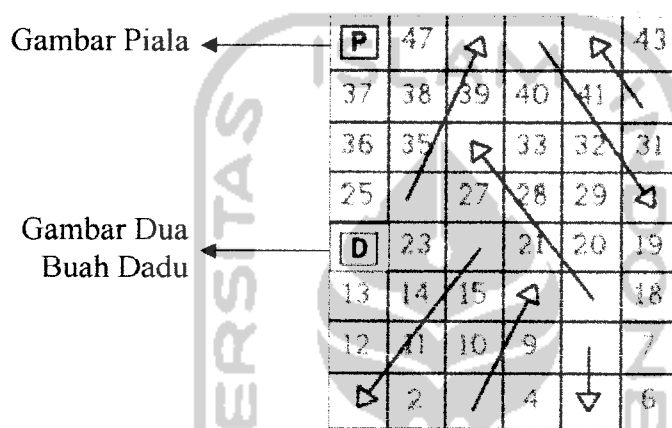 Gambar Piala
P 47 43
37 38 39 40 41
36 35 33 32 31
25 27 28 29
Gambar Dua
Buah Dadu
D 23 21 20 19
13 14 15 18
12 11 10 9 7
2 4 6
ISLAM